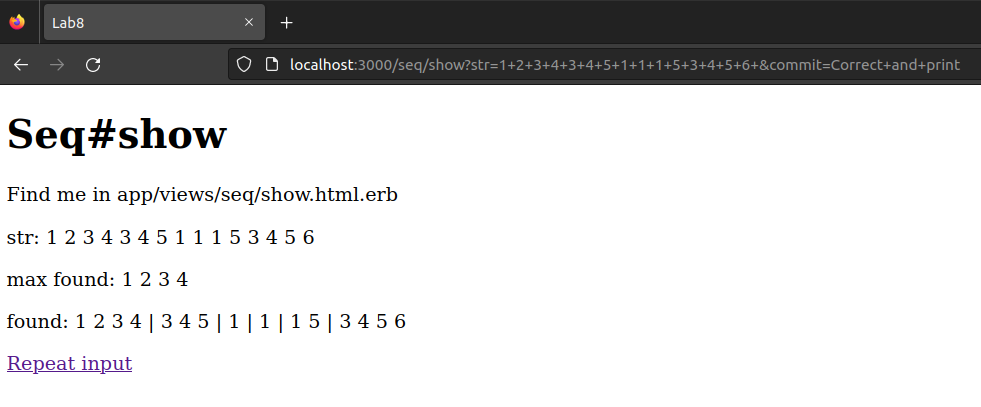 Lab8
localhost:3000/seq/show?str=1+2+3+4+3+4+5+1+1+1+5+3+4+5+6+&commit=Correct+and+print
Seq#show
Find me in app/views/seq/show.html.erb
str: 1 2 3 4 3 4 5 1 1 1 5 3 4 5 6
max found: 1 2 3 4
found: 1 2 3 4 | 3 4 5 | 1 | 1 | 1 5 | 3 4 5 6
Repeat input